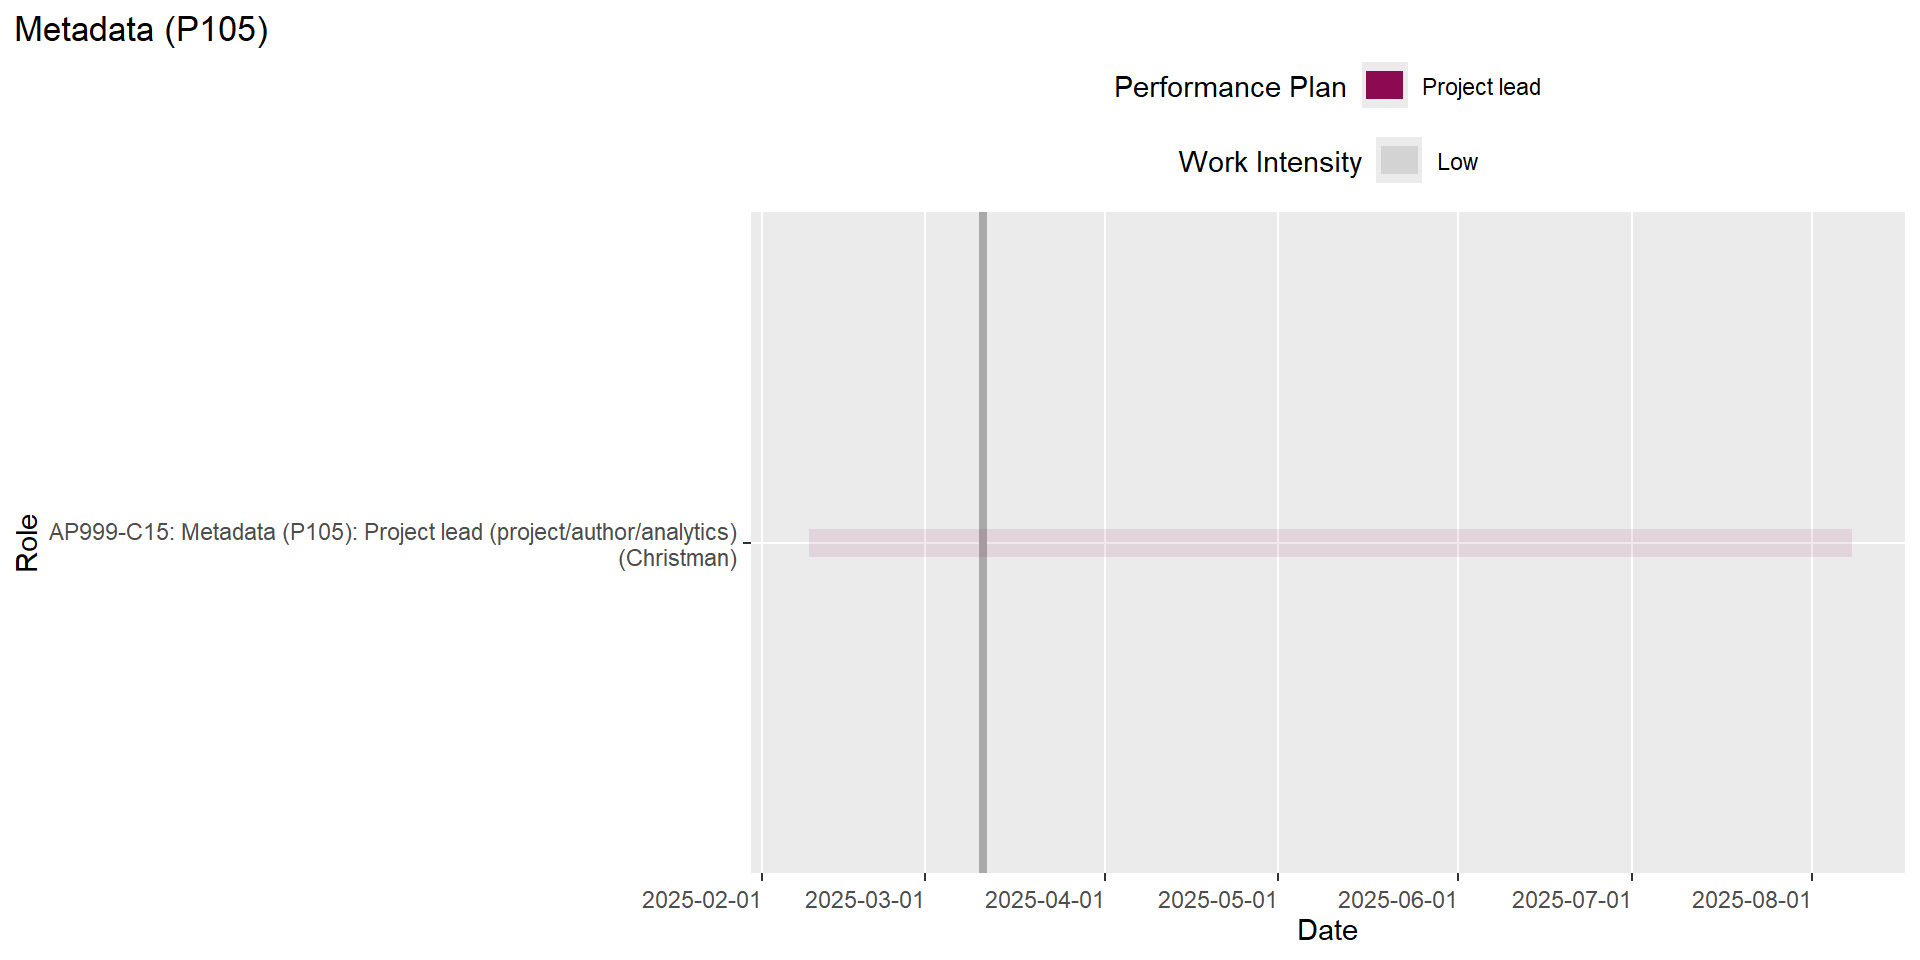 Metadata (P105)
Performance Plan
Project lead
Work Intensity
Low
Role
AP999-C15: Metadata (P105): Project lead (project/author/analytics)
(Christman)
2025-02-01
2025-03-01
2025-04-01
2025-05-01
2025-06-01
2025-07-01
2025-08-01
Date